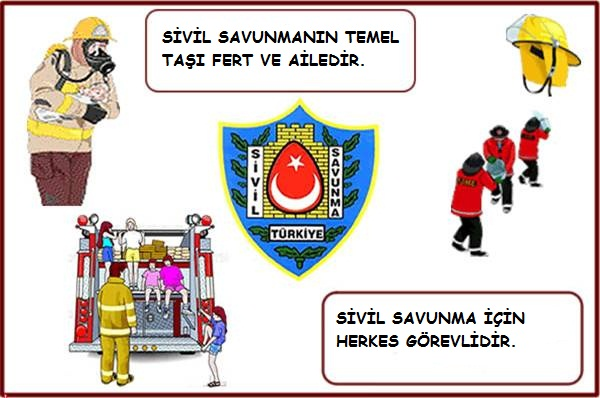 SİVİL SAVUNMANIN TEMEL
TAŞI FERT VE AİLEDİR.
SİVİL
SAVUNMA
TÜRKİYE
SİVİL SAVUNMA İÇİN
HERKES GÖREVLİDİR.